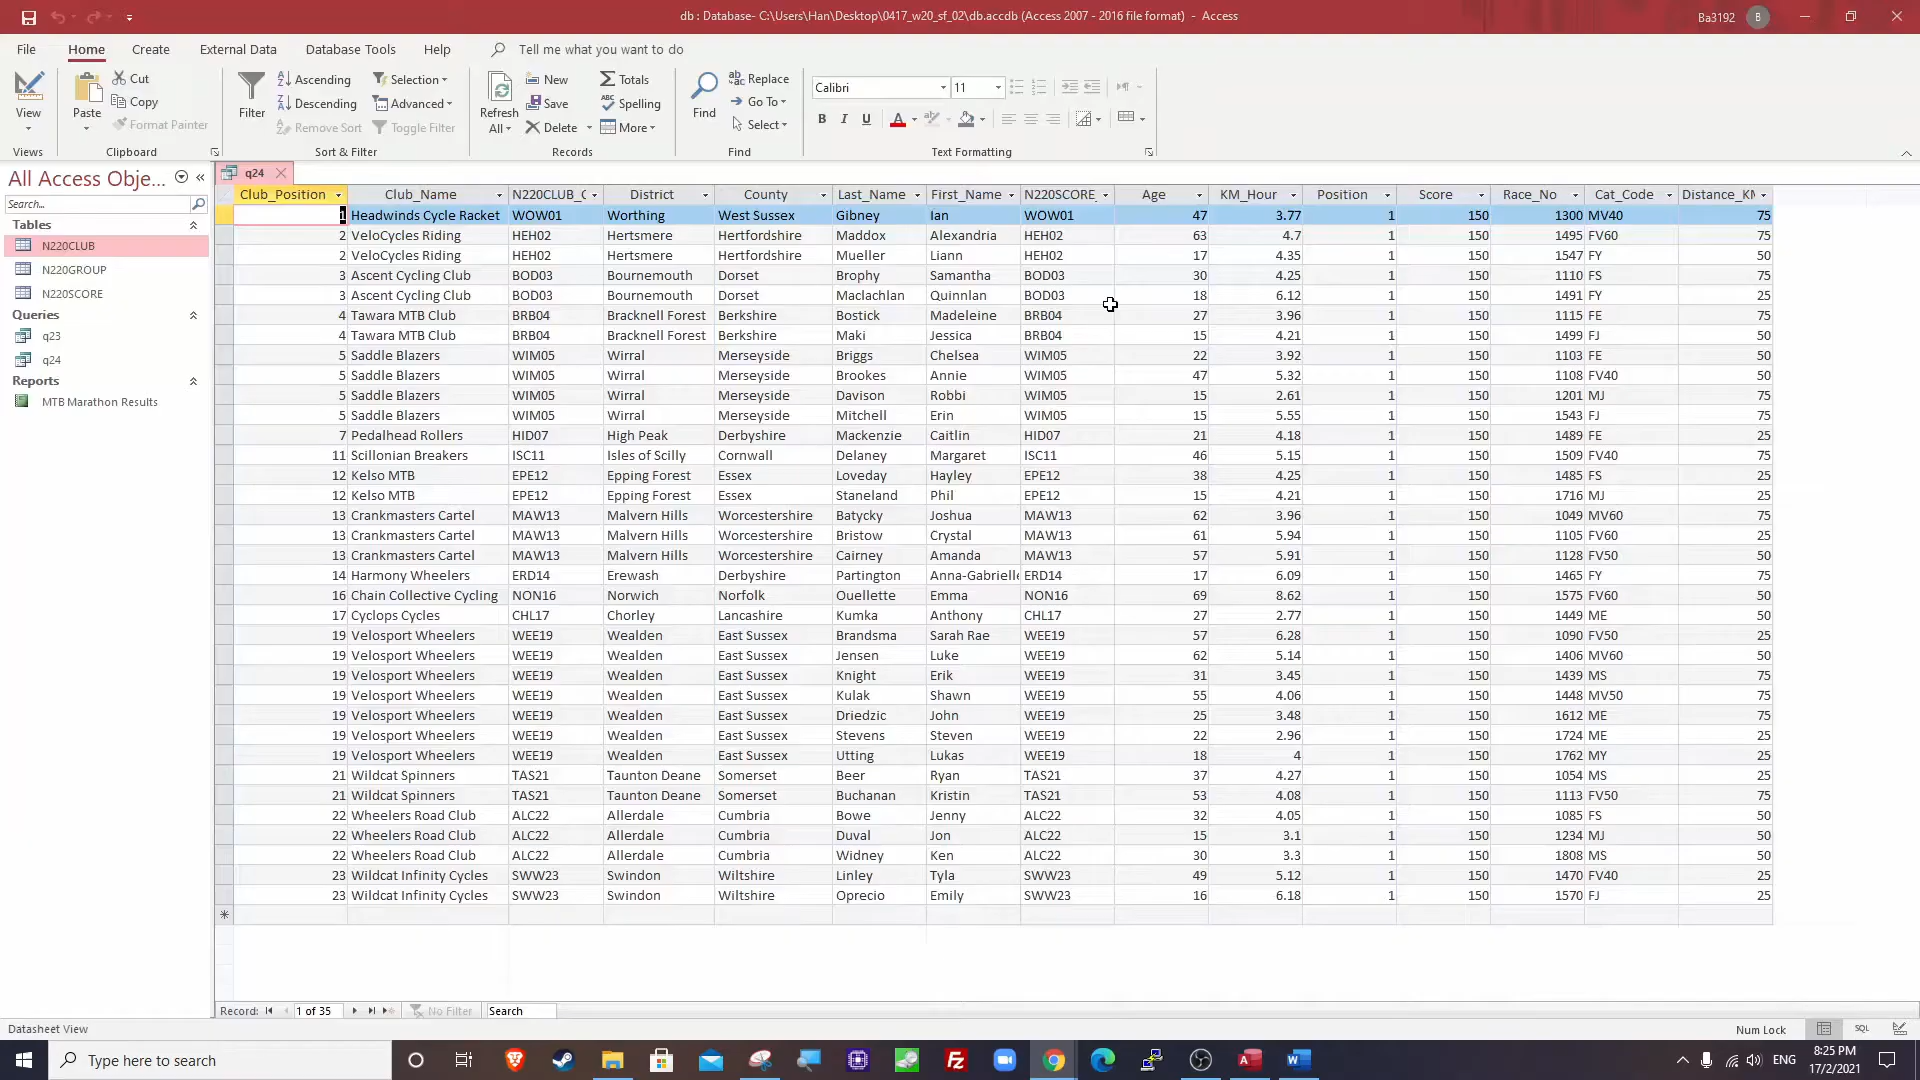 db : Database- C:\Users\Han\Desktop\0417_w20_sf_02\db.accdb (Access 2007 - 2016 file format) - Access
Ba3192 B
File Home Create External Data Database Tools Help Tell me what you want to do
View Paste Cut Copy Format Painter Filter Ascending Descending Remove Sort Selection Advanced Toggle Filter Refresh All New Save Delete Totals Spelling More Find Replace Go To Select Calibri 11 B I U
Views Clipboard Sort & Filter Records Find Text Formatting
All Access Obje...
Search...
Tables
N220CLUB
N220GROUP
N220SCORE
Queries
q23
q24
Reports
MTB Marathon Results
q24
Club_Position Club_Name N220CLUB_C District County Last_Name First_Name N220SCORE_ Age KM_Hour Position Score Race_No Cat_Code Distance_KM
1 Headwinds Cycle Racket WOW01 Worthing West Sussex Gibney Ian WOW01 47 3.77 1 150 1300 MV40 75
2 VeloCycles Riding HEH02 Hertsmere Hertfordshire Maddox Alexandria HEH02 63 4.7 1 150 1495 FV60 75
2 VeloCycles Riding HEH02 Hertsmere Hertfordshire Mueller Liann HEH02 17 4.35 1 150 1547 FY 50
3 Ascent Cycling Club BOD03 Bournemouth Dorset Brophy Samantha BOD03 30 4.25 1 150 1110 FS 75
3 Ascent Cycling Club BOD03 Bournemouth Dorset Maclachlan Quinnlan BOD03 18 6.12 1 150 1491 FY 25
4 Tawara MTB Club BRB04 Bracknell Forest Berkshire Bostick Madeleine BRB04 27 3.96 1 150 1115 FE 75
4 Tawara MTB Club BRB04 Bracknell Forest Berkshire Maki Jessica BRB04 15 4.21 1 150 1499 FJ 50
5 Saddle Blazers WIM05 Wirral Merseyside Briggs Chelsea WIM05 22 3.92 1 150 1103 FE 50
5 Saddle Blazers WIM05 Wirral Merseyside Brookes Annie WIM05 47 5.32 1 150 1108 FV40 50
5 Saddle Blazers WIM05 Wirral Merseyside Davison Robbi WIM05 15 2.61 1 150 1201 MJ 75
5 Saddle Blazers WIM05 Wirral Merseyside Mitchell Erin WIM05 15 5.55 1 150 1543 FJ 75
7 Pedalhead Rollers HID07 High Peak Derbyshire Mackenzie Caitlin HID07 21 4.18 1 150 1489 FE 25
11 Scillonian Breakers ISC11 Isles of Scilly Cornwall Delaney Margaret ISC11 46 5.15 1 150 1509 FV40 75
12 Kelso MTB EPE12 Epping Forest Essex Loveday Hayley EPE12 38 4.25 1 150 1485 FS 25
12 Kelso MTB EPE12 Epping Forest Essex Staneland Phil EPE12 15 4.21 1 150 1716 MJ 25
13 Crankmasters Cartel MAW13 Malvern Hills Worcestershire Batycky Joshua MAW13 62 3.96 1 150 1049 MV60 75
13 Crankmasters Cartel MAW13 Malvern Hills Worcestershire Bristow Crystal MAW13 61 5.94 1 150 1105 FV60 25
13 Crankmasters Cartel MAW13 Malvern Hills Worcestershire Cairney Amanda MAW13 57 5.91 1 150 1128 FV50 50
14 Harmony Wheelers ERD14 Erewash Derbyshire Partington Anna-Gabrielle ERD14 17 6.09 1 150 1465 FY 75
16 Chain Collective Cycling NON16 Norwich Norfolk Ouellette Emma NON16 69 8.62 1 150 1575 FV60 50
17 Cyclops Cycles CHL17 Chorley Lancashire Kumka Anthony CHL17 27 2.77 1 150 1449 ME 50
19 Velosport Wheelers WEE19 Wealden East Sussex Brandsma Sarah Rae WEE19 57 6.28 1 150 1090 FV50 25
19 Velosport Wheelers WEE19 Wealden East Sussex Jensen Luke WEE19 62 5.14 1 150 1406 MV60 50
19 Velosport Wheelers WEE19 Wealden East Sussex Knight Erik WEE19 31 3.45 1 150 1439 MS 75
19 Velosport Wheelers WEE19 Wealden East Sussex Kulak Shawn WEE19 55 4.06 1 150 1448 MV50 75
19 Velosport Wheelers WEE19 Wealden East Sussex Driedzic John WEE19 25 3.48 1 150 1612 ME 75
19 Velosport Wheelers WEE19 Wealden East Sussex Stevens Steven WEE19 22 2.96 1 150 1724 ME 25
19 Velosport Wheelers WEE19 Wealden East Sussex Utting Lukas WEE19 18 4 1 150 1762 MY 25
21 Wildcat Spinners TAS21 Taunton Deane Somerset Beer Ryan TAS21 37 4.27 1 150 1054 MS 25
21 Wildcat Spinners TAS21 Taunton Deane Somerset Buchanan Kristin TAS21 53 4.08 1 150 1113 FV50 75
22 Wheelers Road Club ALC22 Allerdale Cumbria Bowe Jenny ALC22 32 4.05 1 150 1085 FS 50
22 Wheelers Road Club ALC22 Allerdale Cumbria Duval Jon ALC22 15 3.1 1 150 1234 MJ 50
22 Wheelers Road Club ALC22 Allerdale Cumbria Widney Ken ALC22 30 3.3 1 150 1808 MS 50
23 Wildcat Infinity Cycles SWW23 Swindon Wiltshire Linley Tyla SWW23 49 5.12 1 150 1470 FV40 25
23 Wildcat Infinity Cycles SWW23 Swindon Wiltshire Oprecio Emily SWW23 16 6.18 1 150 1570 FJ 25
Record: 1 of 35 No Filter Search
Datasheet View Num Lock SQL
Type here to search ENG 8:25 PM
17/2/2021